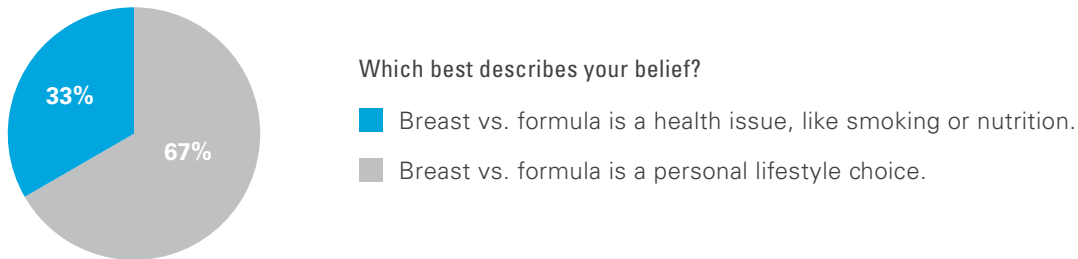 33%
67%
Which best describes your belief?
Breast vs. formula is a health issue, like smoking or nutrition.
Breast vs. formula is a personal lifestyle choice.